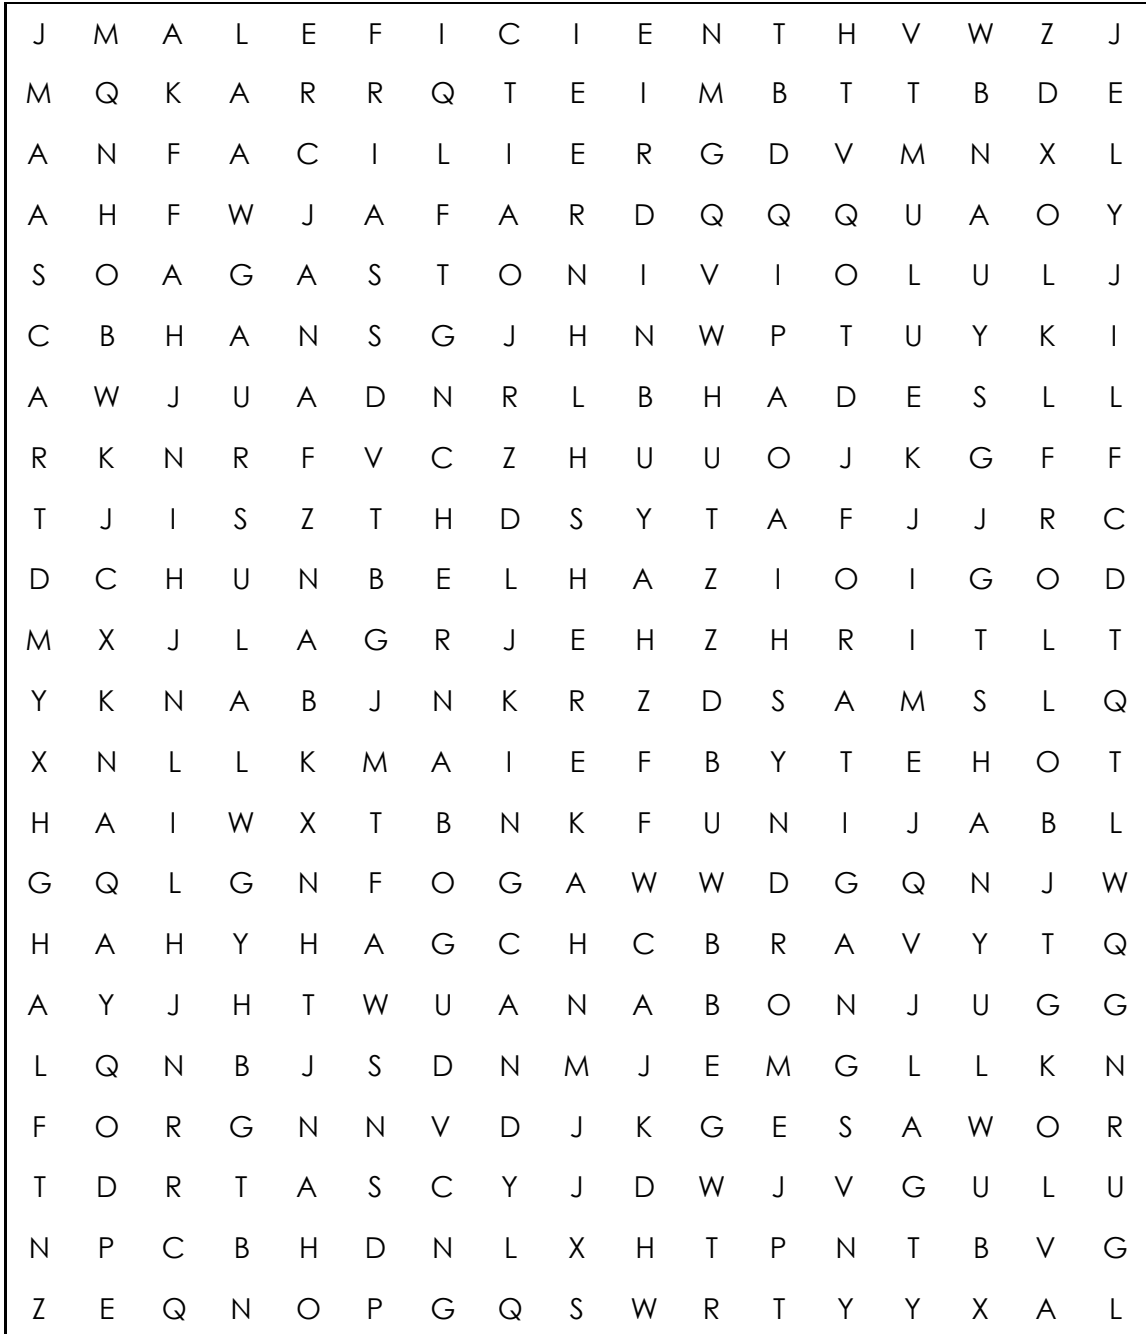 J M A L E F I C I E N T H V W Z J
M Q K A R R Q T E I M B T T B D E
A N F A C I L I E R G D V M N X L
A H F W J A F A R D Q Q Q U A O Y
S O A G A S T O N I V I O L U L J
C B H A N S G J H N W P T U Y K I
A W J U A D N R L B H A D E S L L
R K N R F V C Z H U U O J K G F F
T J I S Z T H D S Y T A F J J R C
D C H U N B E L H A Z I O I G O D
M X J L A G R J E H Z H R I T L T
Y K N A B J N K R Z D S A M S L Q
X N L L K M A I E F B Y T E H O T
H A I W X T B N K F U N I J A B L
G Q L G N F O G A W W D G Q N J W
H A H Y H A G C H C B R A V Y T Q
A Y J H T W U A N A B O N J U G G
L Q N B J S D N M J E M G L L K N
F O R G N N V D J K G E S A W O R
T D R T A S C Y J D W J V G U L U
N P C B H D N L X H T P N T B V G
Z E Q N O P G Q S W R T Y Y X A L